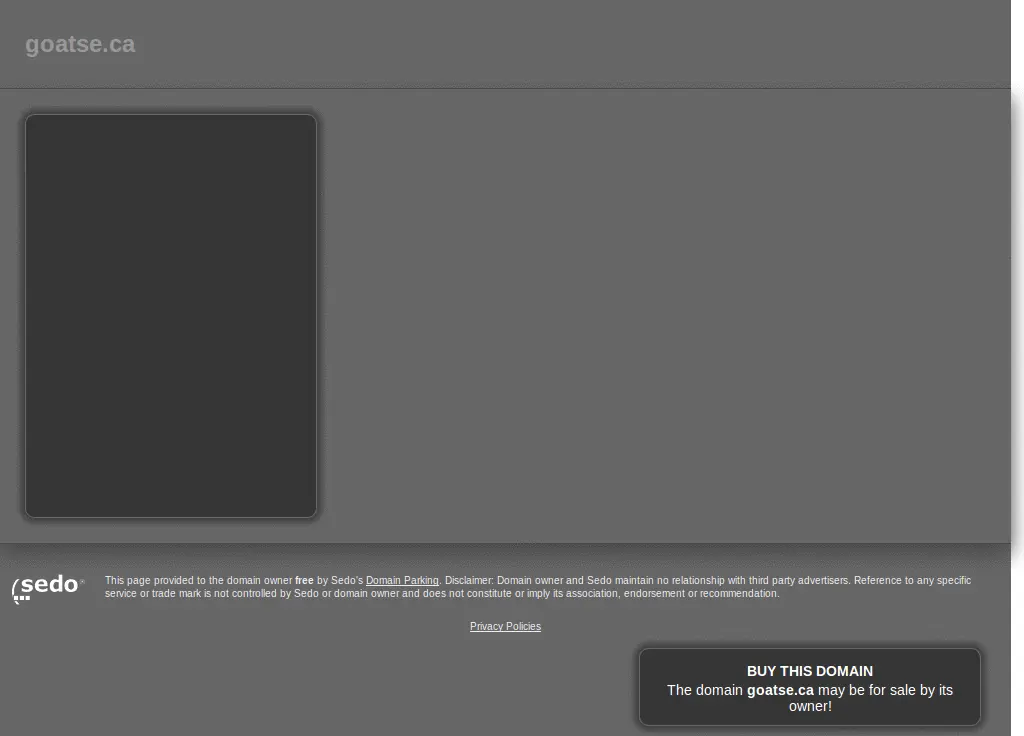 goatse.ca
sedo®
This page provided to the domain owner free by Sedo's Domain Parking. Disclaimer: Domain owner and Sedo maintain no relationship with third party advertisers. Reference to any specific
service or trade mark is not controlled by Sedo or domain owner and does not constitute or imply its association, endorsement or recommendation.
Privacy Policies
BUY THIS DOMAIN
The domain goatse.ca may be for sale by its
owner!